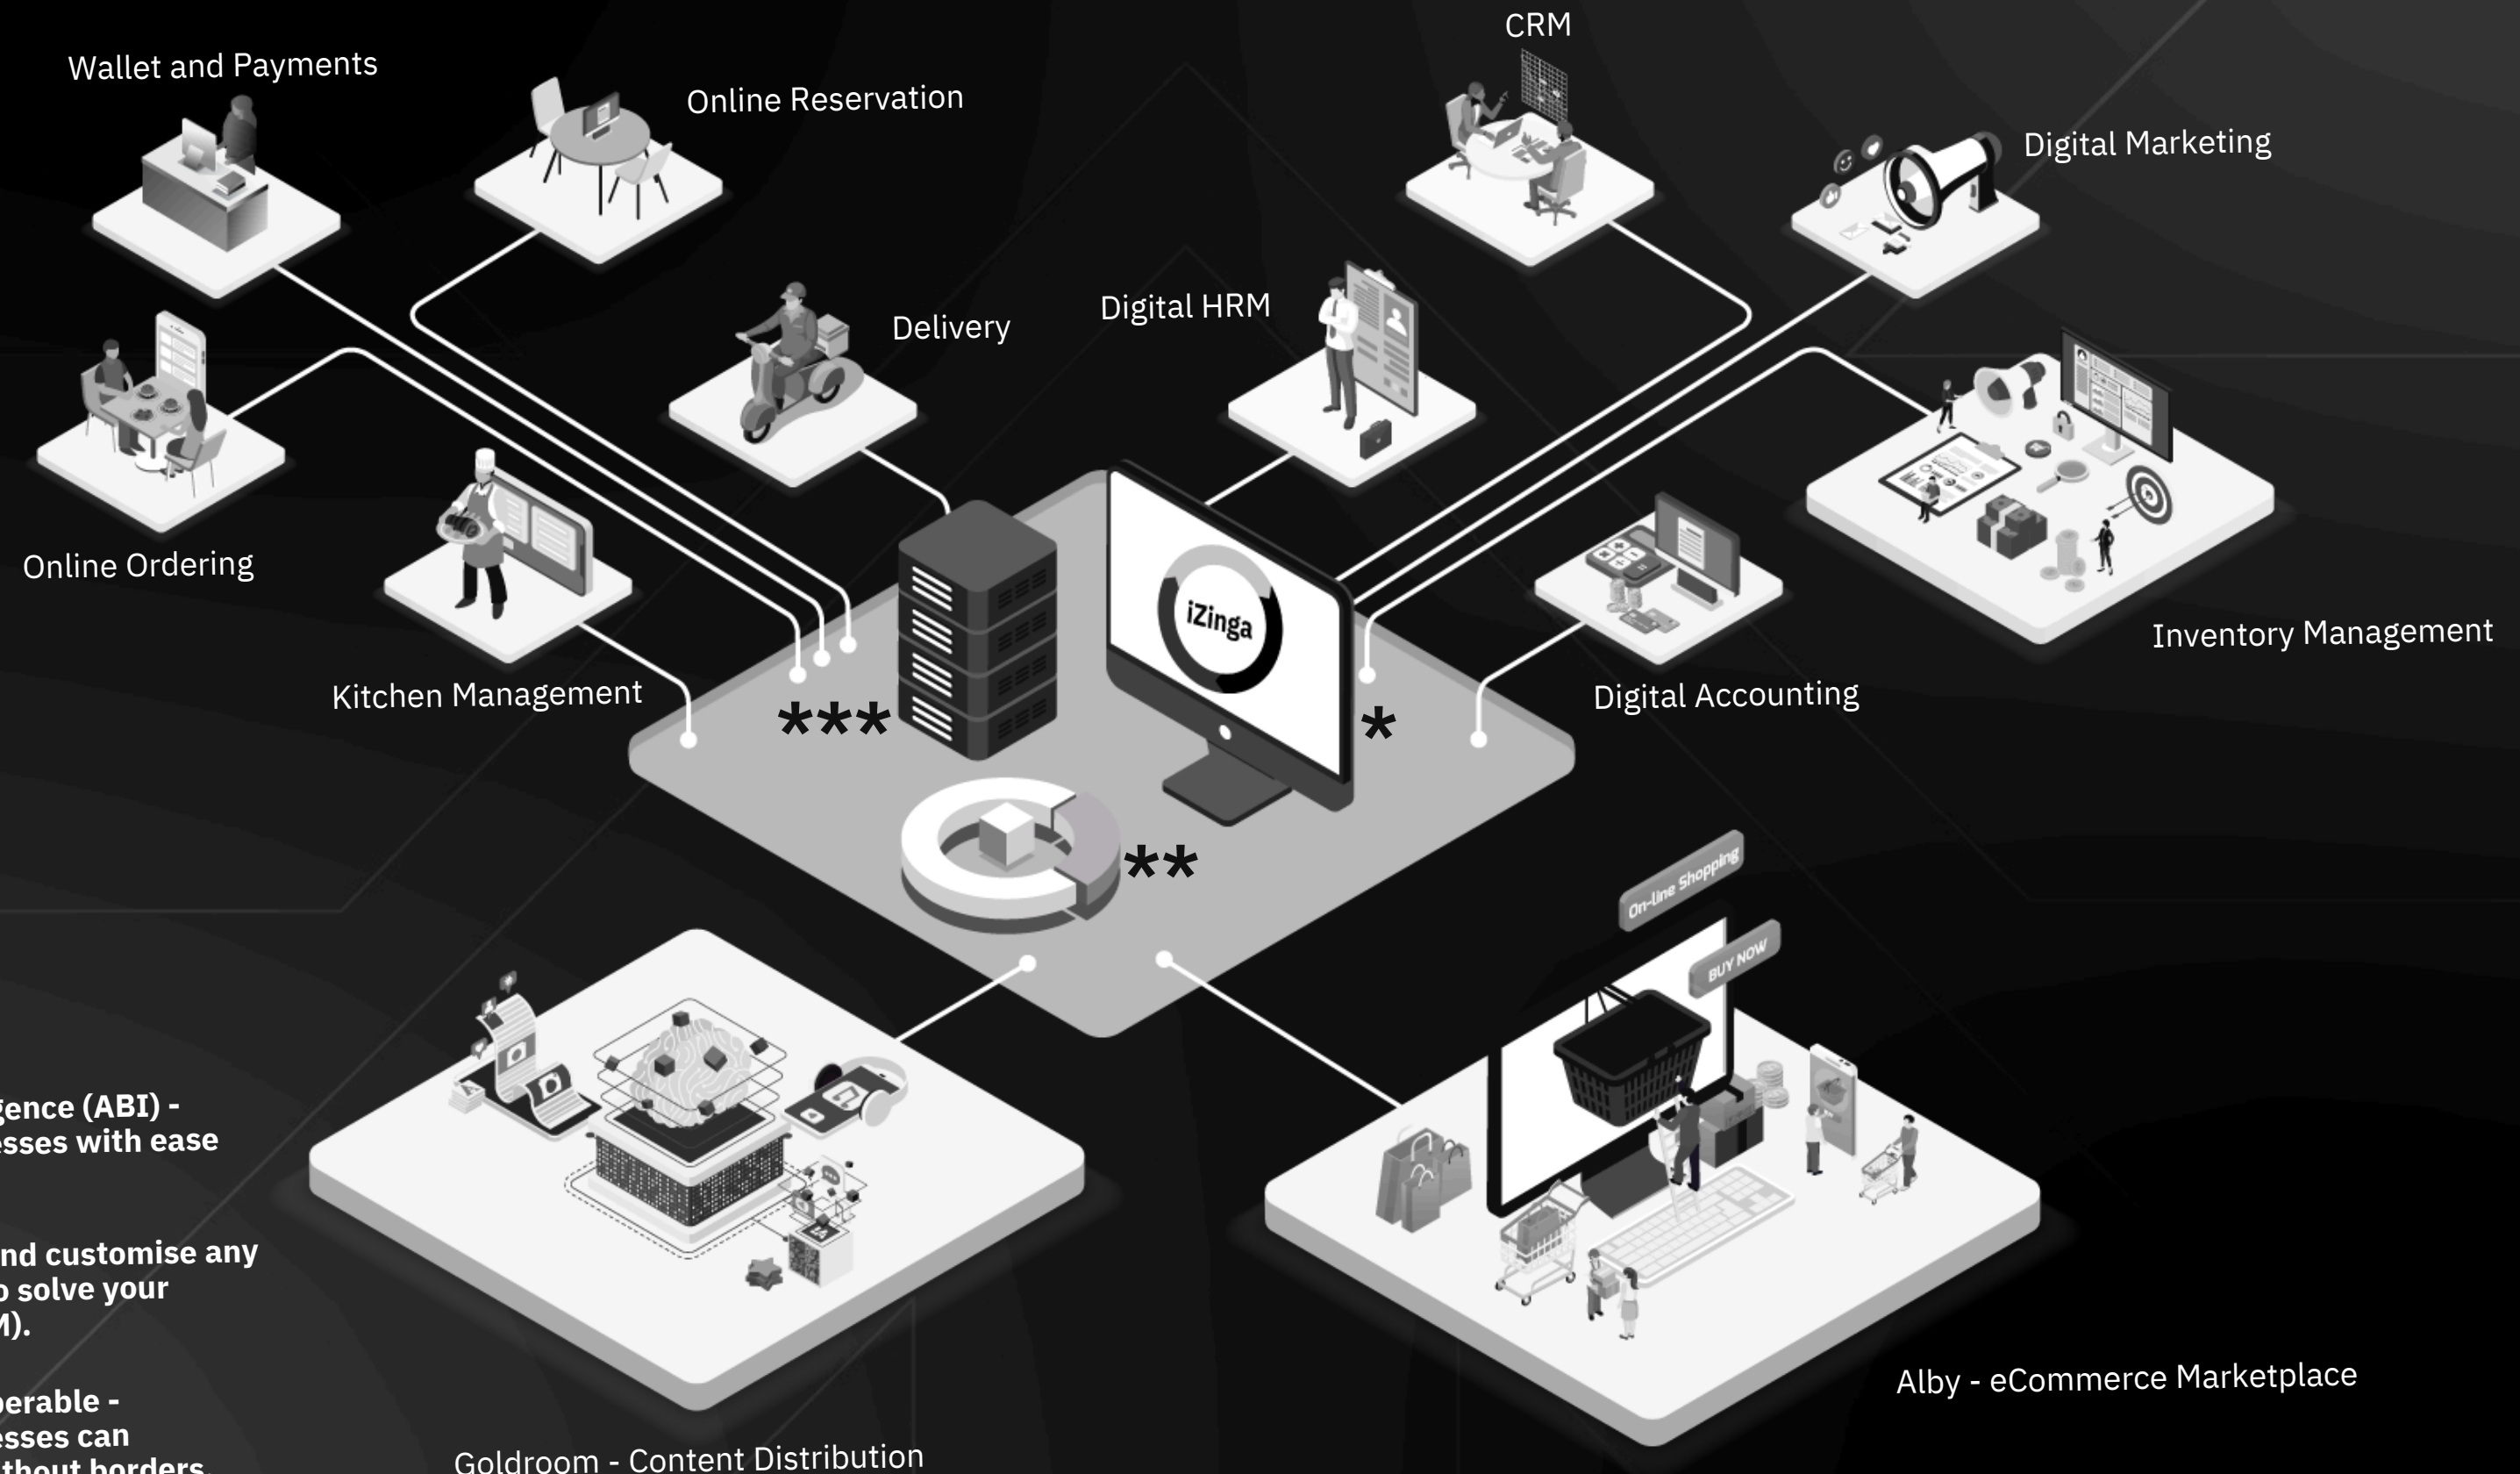 CRM
Wallet and Payments
Online Reservation
Digital Marketing
Digital HRM
Delivery
Online Ordering
iZinga
Inventory Management
Kitchen Management
Digital Accounting
***
*
**
On-line Shopping
BUY NOW
gence (ABI) -
esses with ease
nd customise any
o solve your
M).
perable -
esses can
thout borders.
Alby - eCommerce Marketplace
Goldroom - Content Distribution